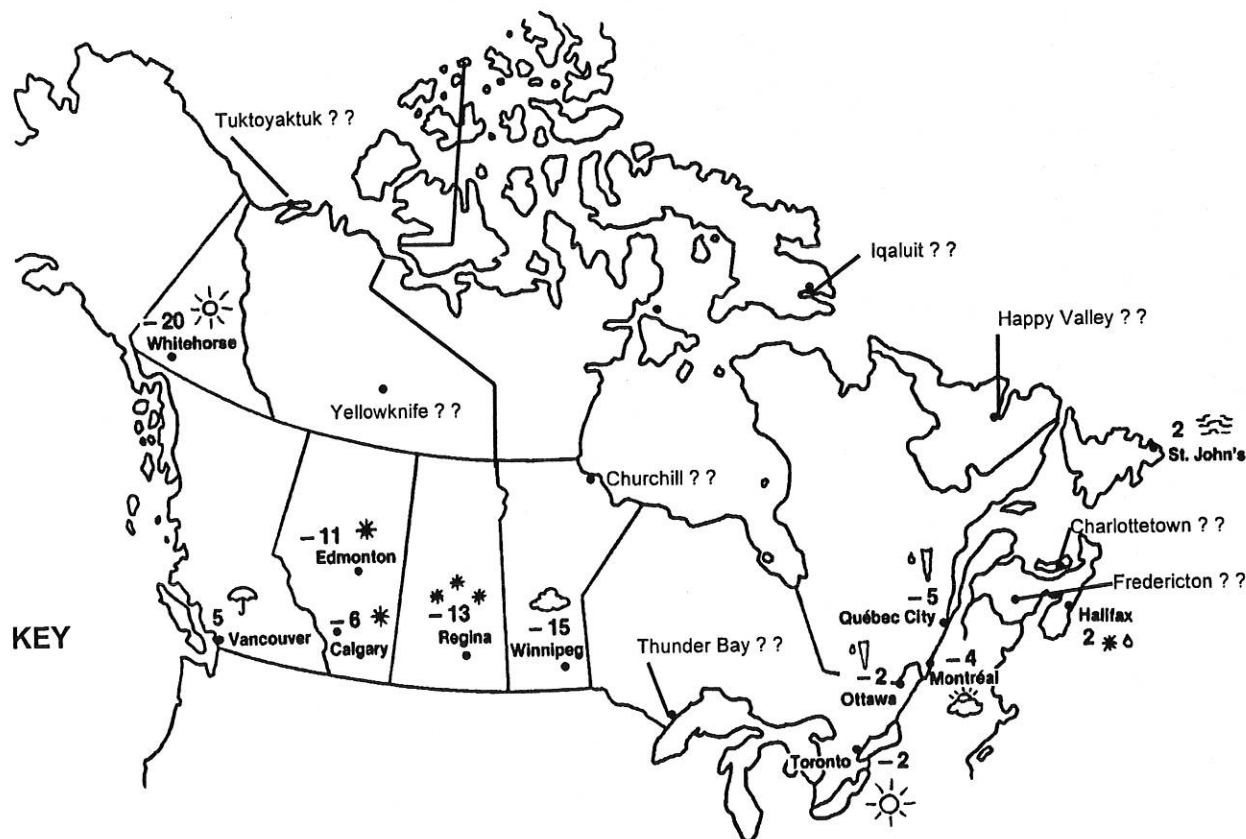 Tuktoyaktuk ? ?
Iqaluit ? ?
Happy Valley ? ?
– 20
Whitehorse
Yellowknife ? ?
2
St. John's
Churchill ? ?
Charlottetown ? ?
– 11
Edmonton
Fredericton ? ?
– 5
Québec City
Halifax
2
5
Vancouver
– 6
Calgary
– 13
Regina
– 15
Winnipeg
KEY
Thunder Bay ? ?
– 2
Ottawa
– 4
Montréal
Toronto
– 2